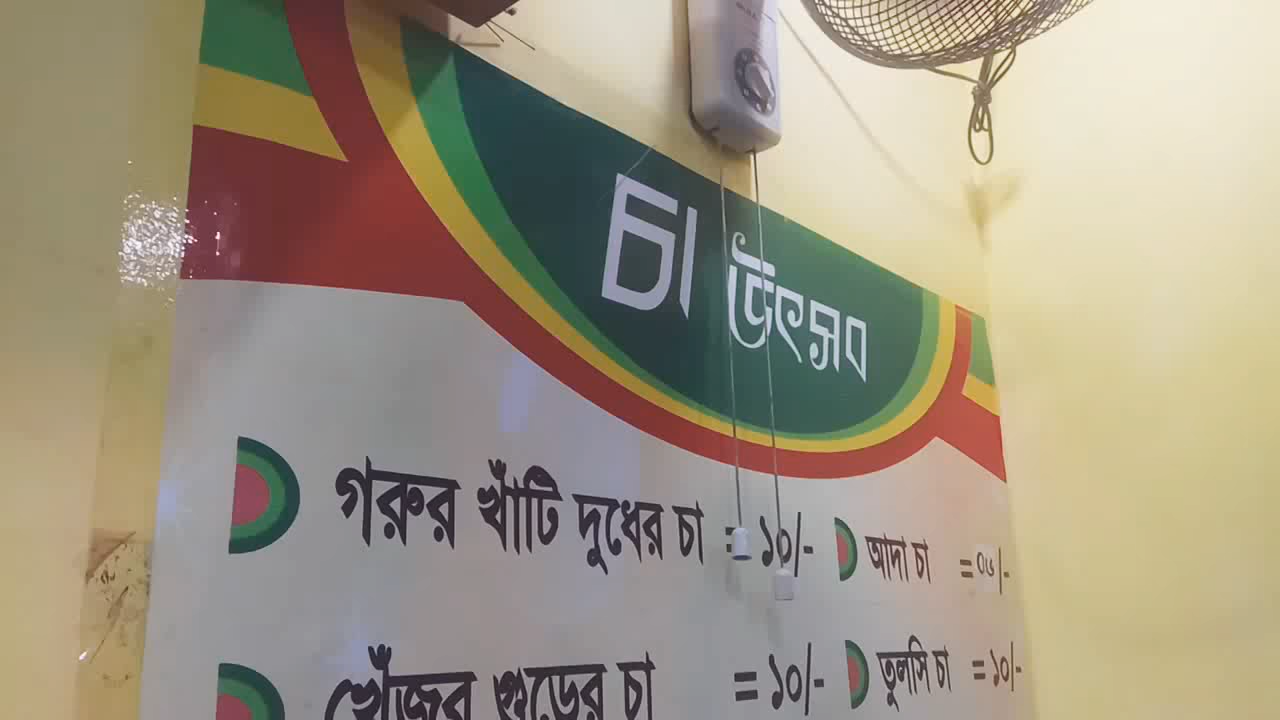 চা উৎসব
গরুর খাঁটি দুধের চা = ১০/-
আদা চা = ০৬/-
খেঁজুর গুড়ের চা = ১০/-
তুলসি চা = ১০/-